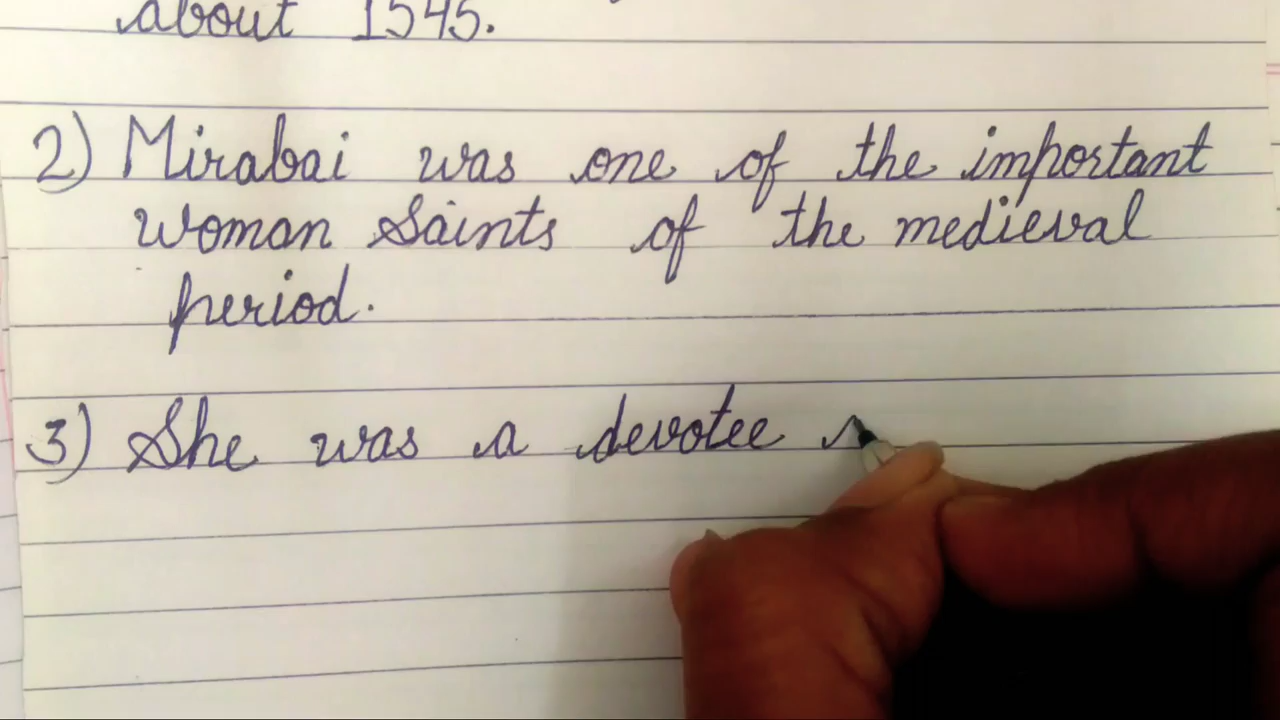 about 1545.
2) Mirabai was one of the important
woman Saints of the medieval
period.
3) She was a devotee